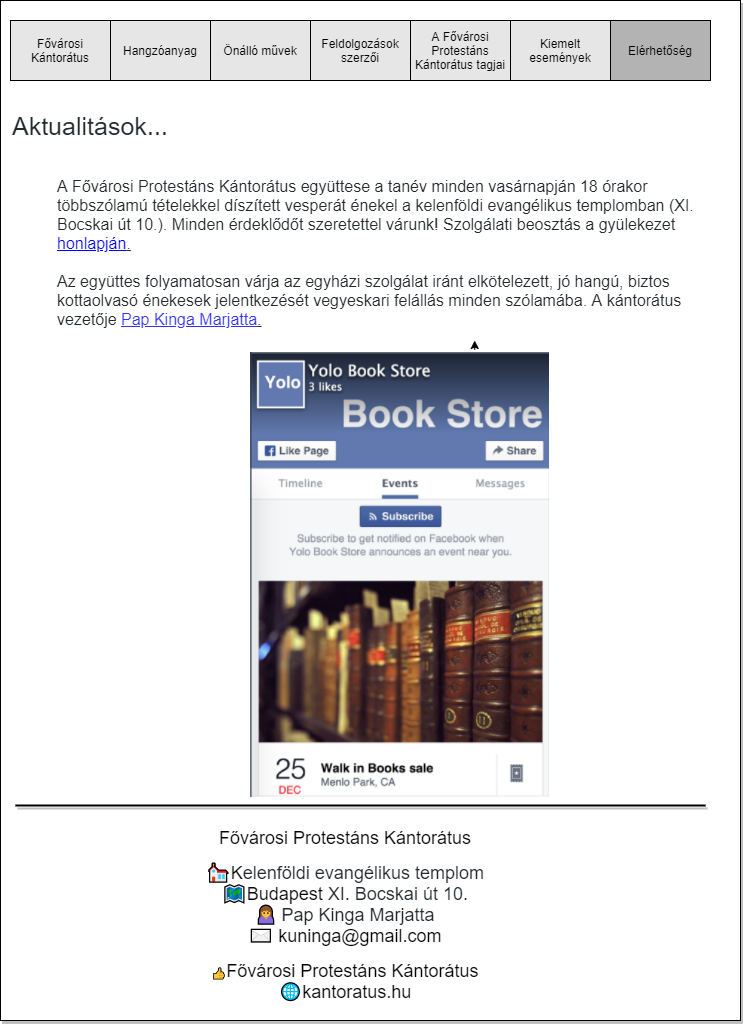 Fővárosi
Kántorátus
Hangzóanyag
Önálló művek
Feldolgozások
szerzői
A Fővárosi
Protestáns
Kántorátus tagjai
Kiemelt
események
Elérhetőség
Aktualitások...
A Fővárosi Protestáns Kántorátus együttese a tanév minden vasárnapján 18 órakor
többszólamú tételekkel díszített vesperát énekel a kelenföldi evangélikus templomban (XI.
Bocskai út 10.). Minden érdeklődőt szeretettel várunk! Szolgálati beosztás a gyülekezet
honlapján.
Az együttes folyamatosan várja az egyházi szolgálat iránt elkötelezett, jó hangú, biztos
kottaolvasó énekesek jelentkezését vegyeskari felállás minden szólamába. A kántorátus
vezetője Pap Kinga Marjatta.
Yolo
Yolo Book Store
3 likes
Book Store
Like Page
Share
Timeline
Events
Messages
Subscribe
Subscribe to get notified on Facebook when
Yolo Book Store announces an event near you.
25
DEC
Walk in Books sale
Menlo Park, CA
Fővárosi Protestáns Kántorátus
Kelenföldi evangélikus templom
Budapest XI. Bocskai út 10.
Pap Kinga Marjatta
kuninga@gmail.com
Fővárosi Protestáns Kántorátus
kantoratus.hu